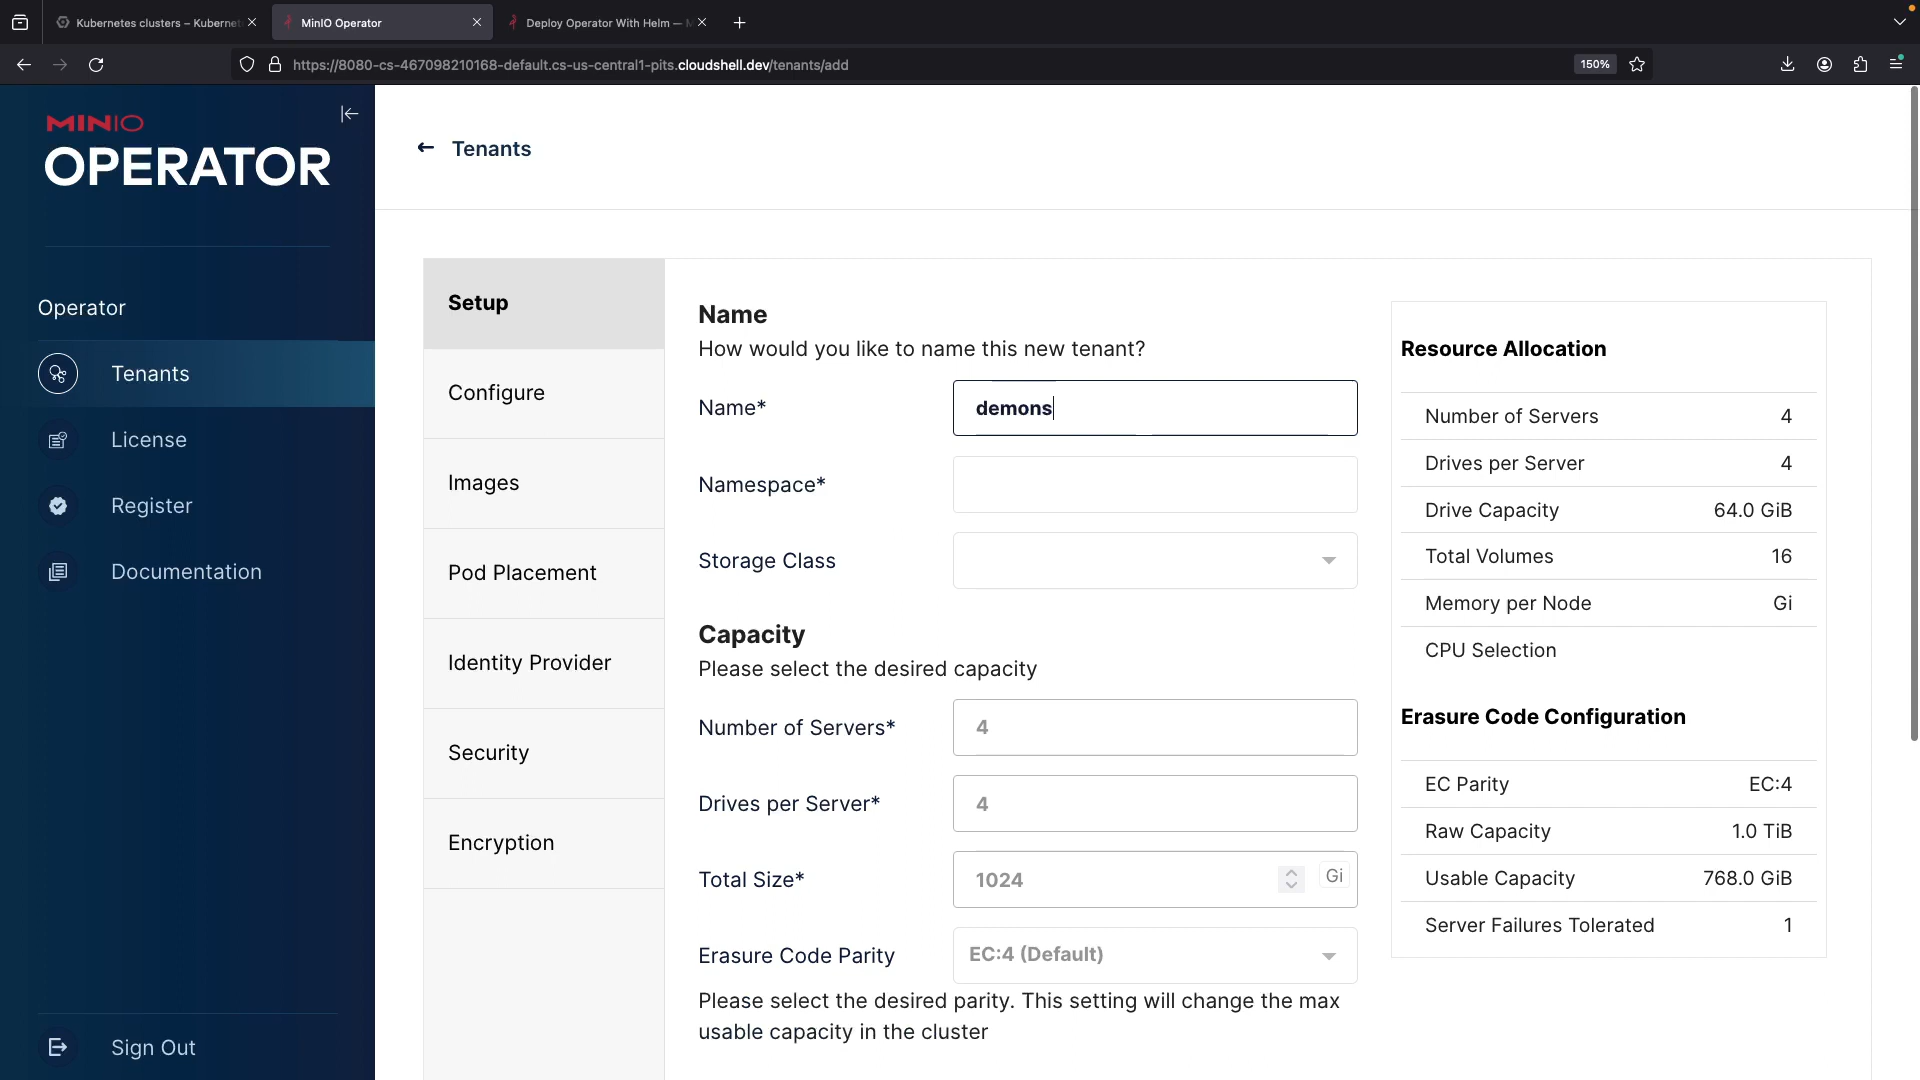 Kubernetes clusters – Kubernet
MinIO Operator
Deploy Operator With Helm — M
https://8080-cs-467098210168-default.cs-us-central1-pits.cloudshell.dev/tenants/add
150%
MINIO
OPERATOR
Operator
Tenants
License
Register
Documentation
Sign Out
Tenants
Setup
Configure
Images
Pod Placement
Identity Provider
Security
Encryption
Name
How would you like to name this new tenant?
Name*
demons
Namespace*
Storage Class
Capacity
Please select the desired capacity
Number of Servers*
4
Drives per Server*
4
Total Size*
1024
Gi
Erasure Code Parity
EC:4 (Default)
Please select the desired parity. This setting will change the max
usable capacity in the cluster
Resource Allocation
Number of Servers 4
Drives per Server 4
Drive Capacity 64.0 GiB
Total Volumes 16
Memory per Node Gi
CPU Selection
Erasure Code Configuration
EC Parity EC:4
Raw Capacity 1.0 TiB
Usable Capacity 768.0 GiB
Server Failures Tolerated 1